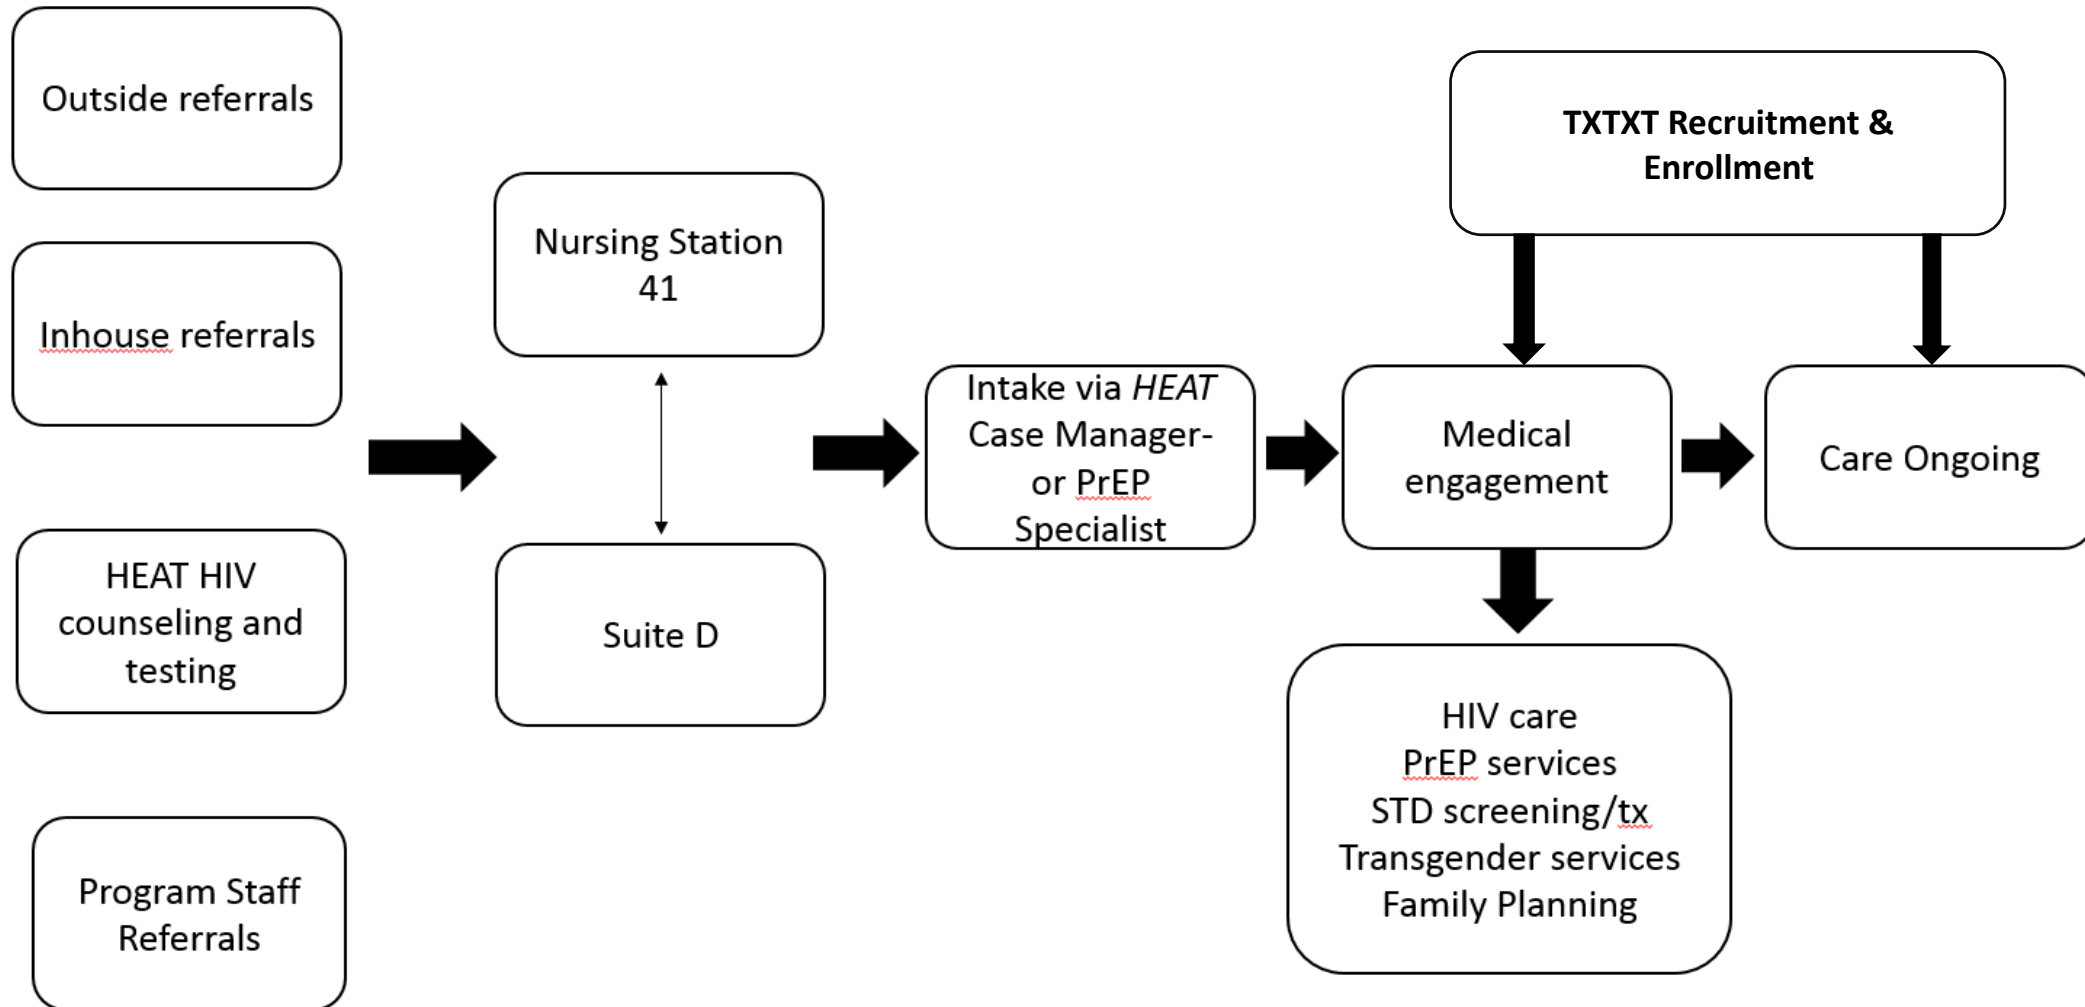 Outside referrals
Inhouse referrals
HEAT HIV
counseling and
testing
Program Staff
Referrals
Nursing Station
41
Suite D
Intake via HEAT
Case Manager-
or PrEP
Specialist
TXTXT Recruitment &
Enrollment
Medical
engagement
Care Ongoing
HIV care
PrEP services
STD screening/tx
Transgender services
Family Planning